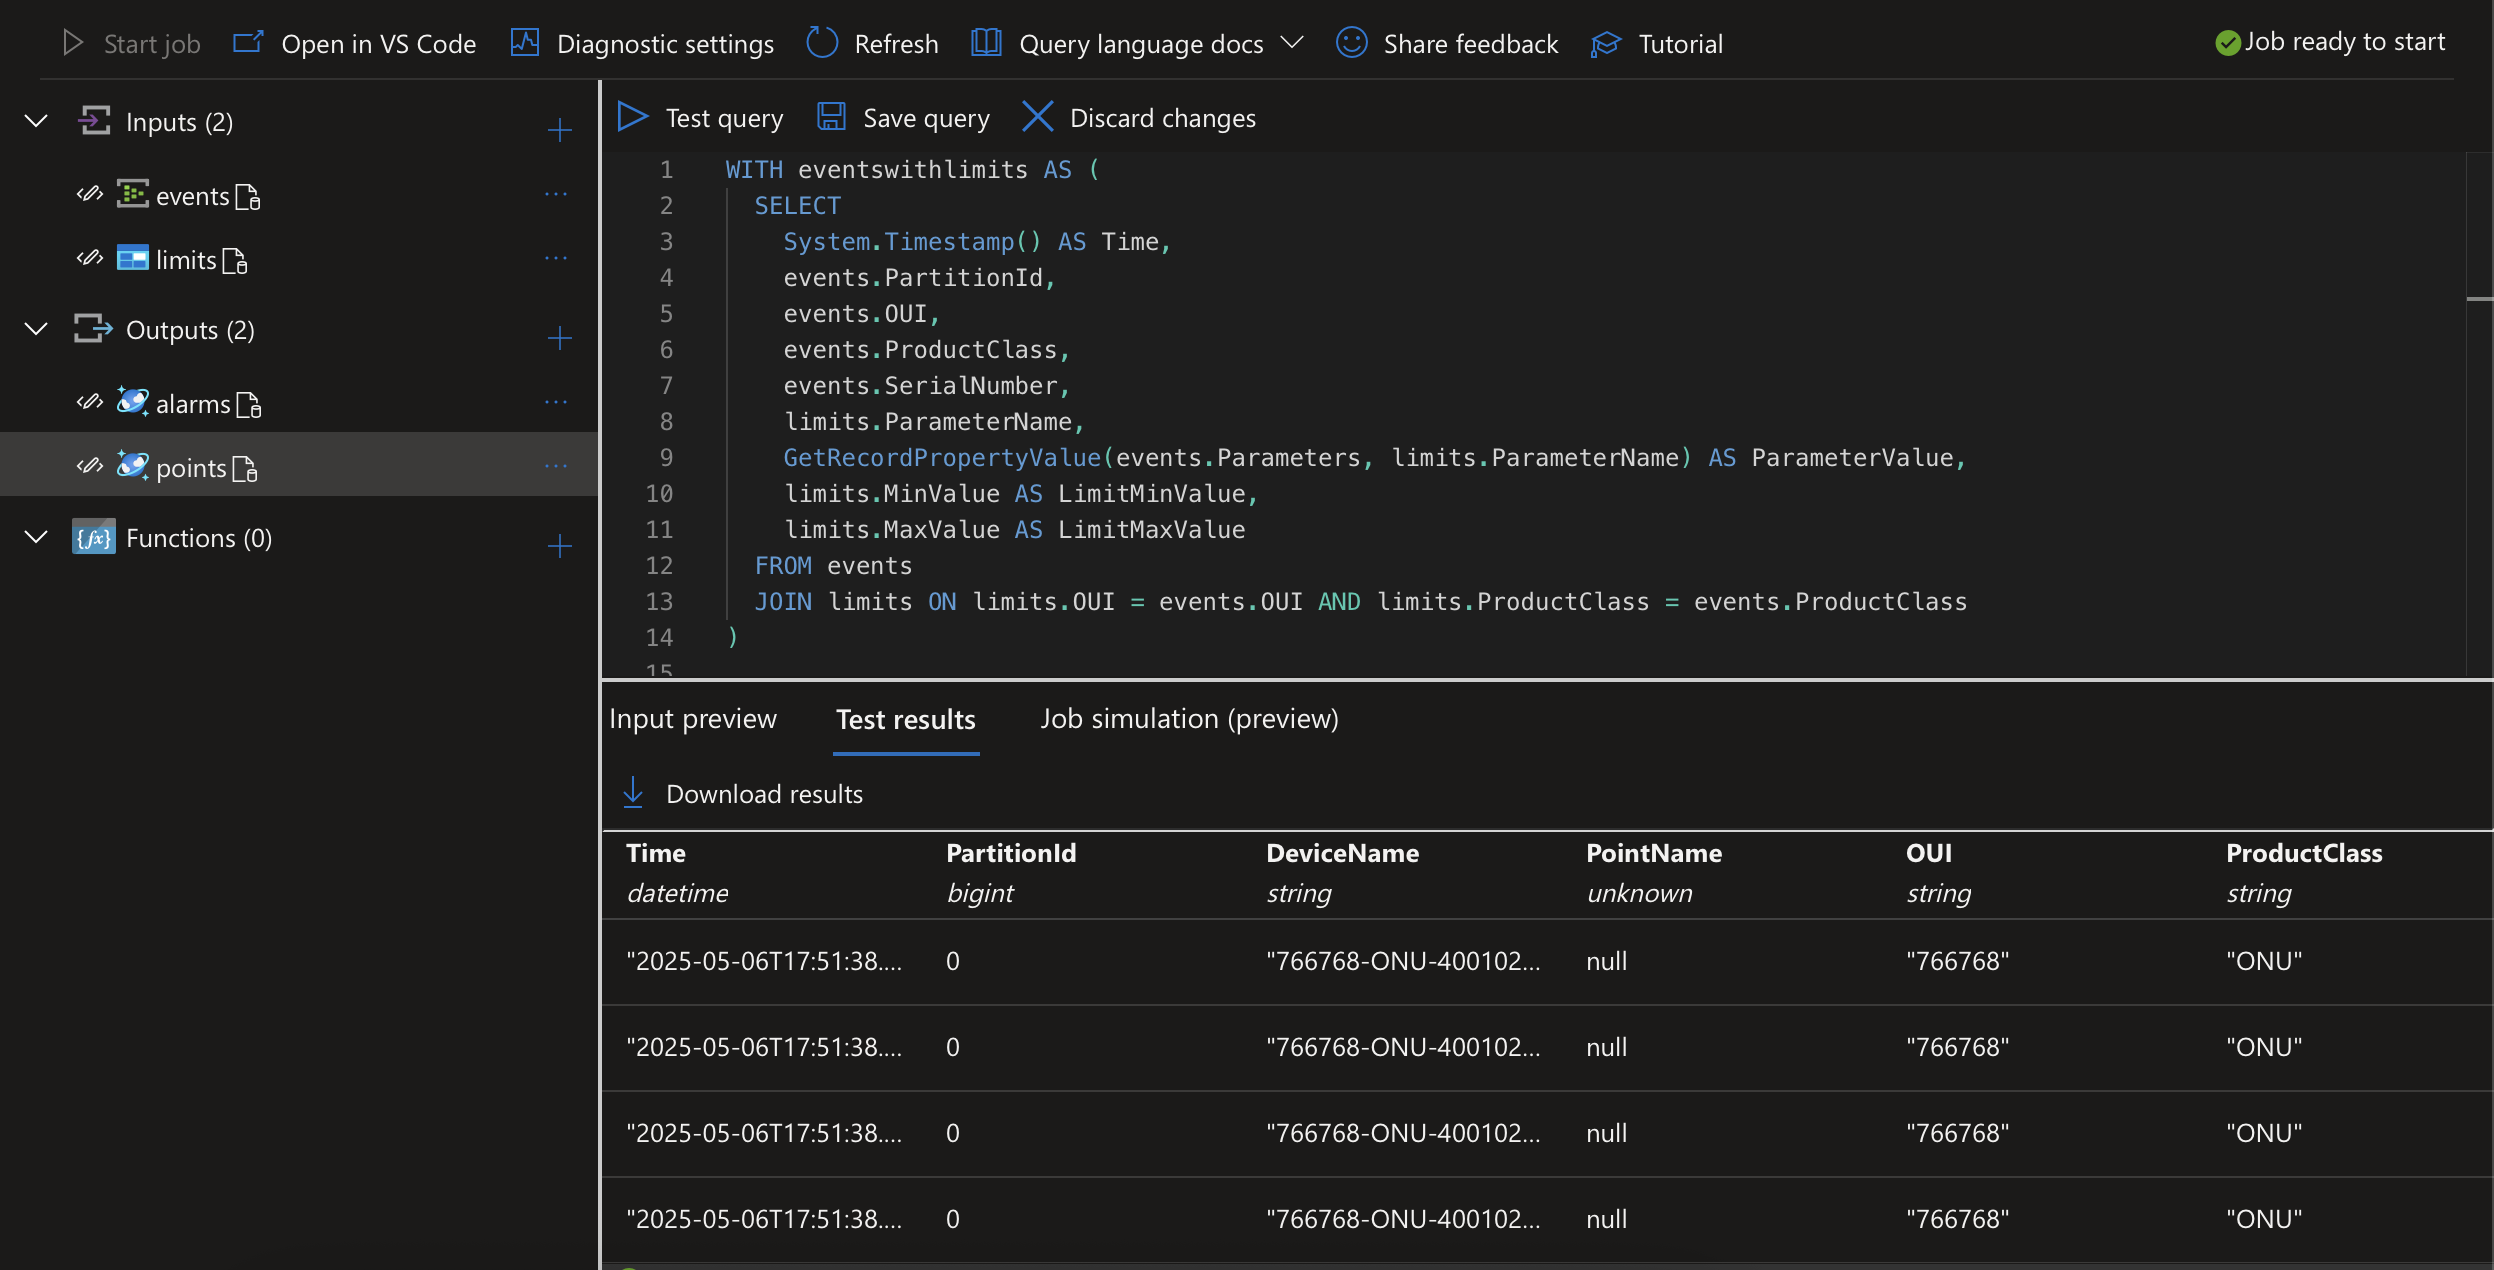 Start job Open in VS Code Diagnostic settings Refresh Query language docs Share feedback Tutorial Job ready to start
Inputs (2)
events
limits
Outputs (2)
alarms
points
Functions (0)
Test query Save query Discard changes
1 WITH eventswithlimits AS (
2 SELECT
3 System.Timestamp() AS Time,
4 events.PartitionId,
5 events.OUI,
6 events.ProductClass,
7 events.SerialNumber,
8 limits.ParameterName,
9 GetRecordPropertyValue(events.Parameters, limits.ParameterName) AS ParameterValue,
10 limits.MinValue AS LimitMinValue,
11 limits.MaxValue AS LimitMaxValue
12 FROM events
13 JOIN limits ON limits.OUI = events.OUI AND limits.ProductClass = events.ProductClass
14 )
15
Input preview Test results Job simulation (preview)
Download results
Time PartitionId DeviceName PointName OUI ProductClass
datetime bigint string unknown string string
"2025-05-06T17:51:38.... 0 "766768-ONU-400102... null "766768" "ONU"
"2025-05-06T17:51:38.... 0 "766768-ONU-400102... null "766768" "ONU"
"2025-05-06T17:51:38.... 0 "766768-ONU-400102... null "766768" "ONU"
"2025-05-06T17:51:38.... 0 "766768-ONU-400102... null "766768" "ONU"